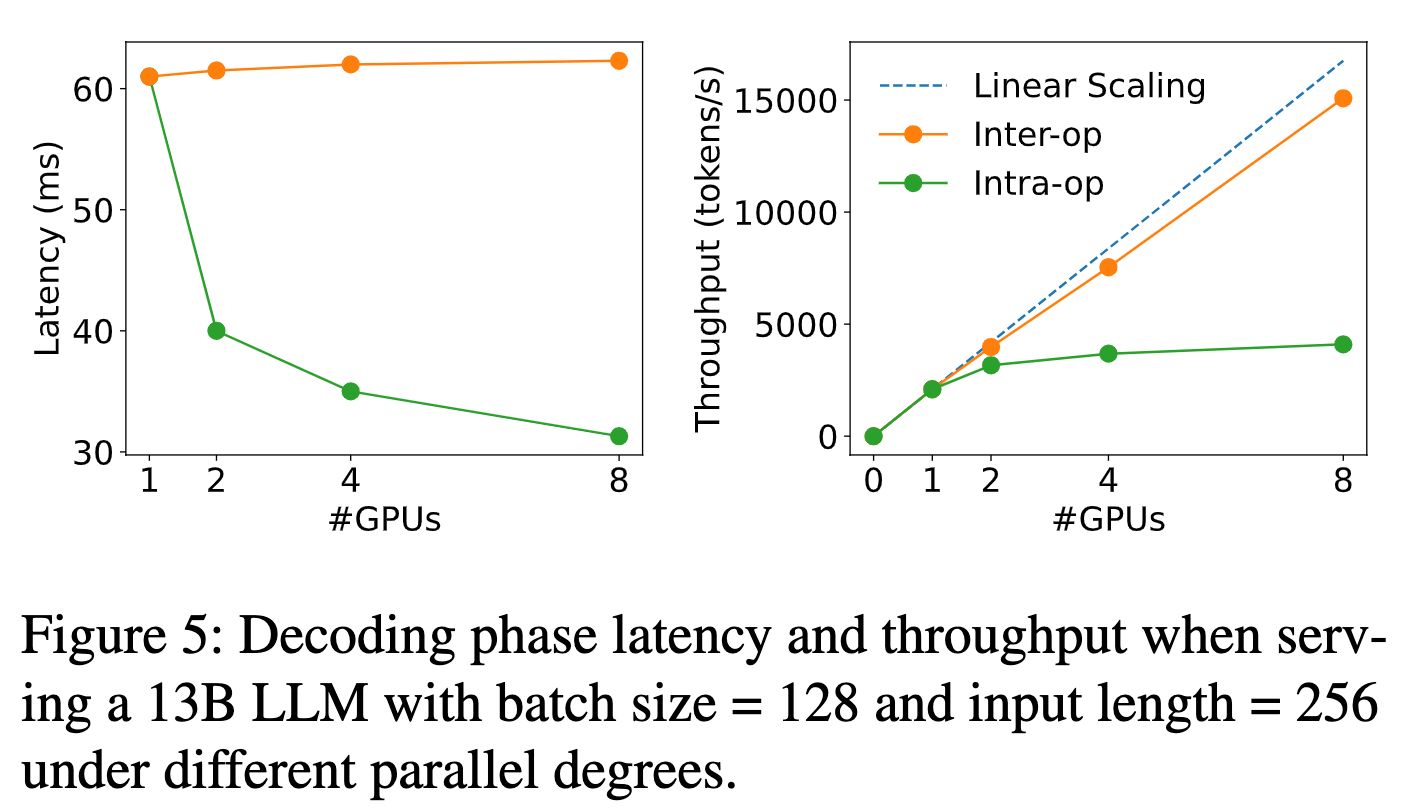 60
50
40
30
Latency (ms)
1 2 4 8
#GPUs
15000
10000
5000
0
Throughput (tokens/s)
Linear Scaling
Inter-op
Intra-op
0 1 2 4 8
#GPUs
Figure 5: Decoding phase latency and throughput when serv-
ing a 13B LLM with batch size = 128 and input length = 256
under different parallel degrees.